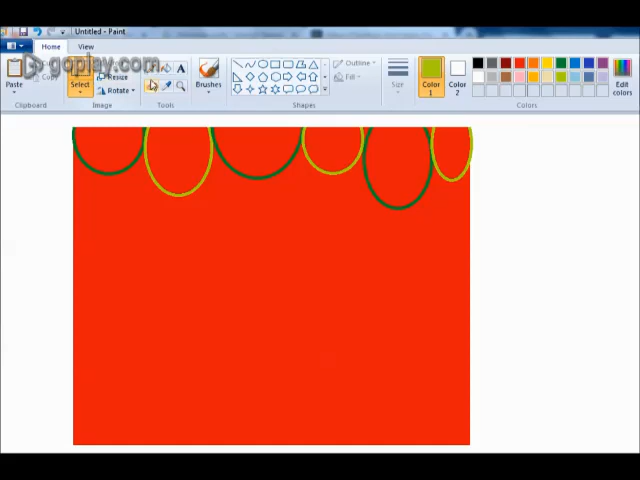 Untitled - Paint
Home View
goplay.com
Paste
Copy
Select
Resize
Rotate
A
Brushes
Outline
Fill
Size
Color 1
Color 2
Edit colors
Clipboard Image Tools Shapes Colors